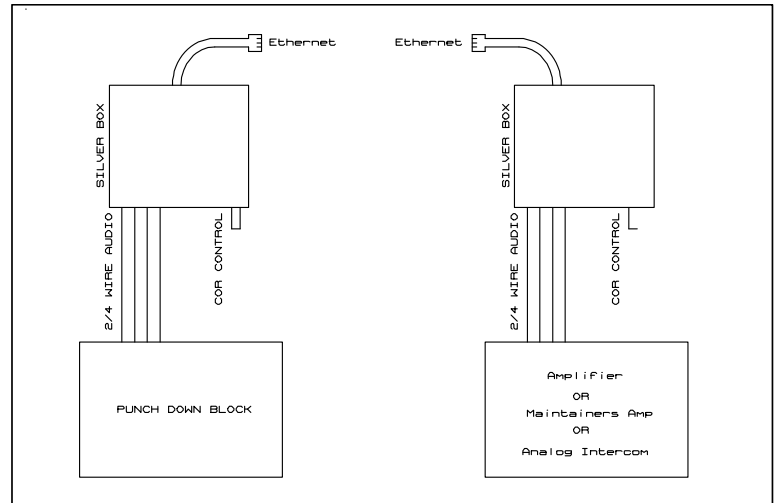 Ethernet
SILVER BOX
2/4 WIRE AUDIO
COR CONTROL
PUNCH DOWN BLOCK
Ethernet
SILVER BOX
2/4 WIRE AUDIO
COR CONTROL
Amplifier
OR
Maintainers Amp
OR
Analog Intercom